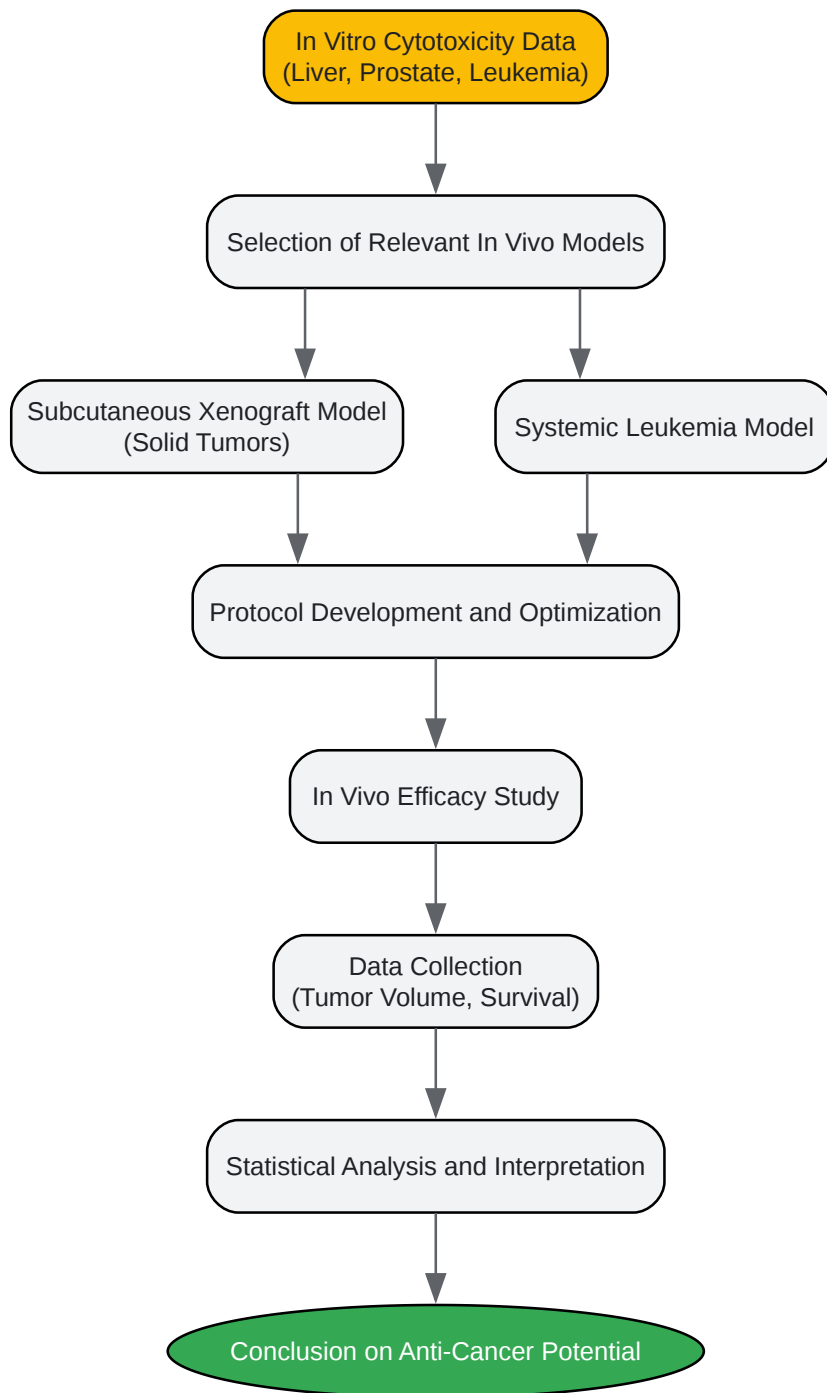 In Vitro Cytotoxicity Data
(Liver, Prostate, Leukemia)
Selection of Relevant In Vivo Models
Subcutaneous Xenograft Model
(Solid Tumors)
Systemic Leukemia Model
Protocol Development and Optimization
In Vivo Efficacy Study
Data Collection
(Tumor Volume, Survival)
Statistical Analysis and Interpretation
Conclusion on Anti-Cancer Potential